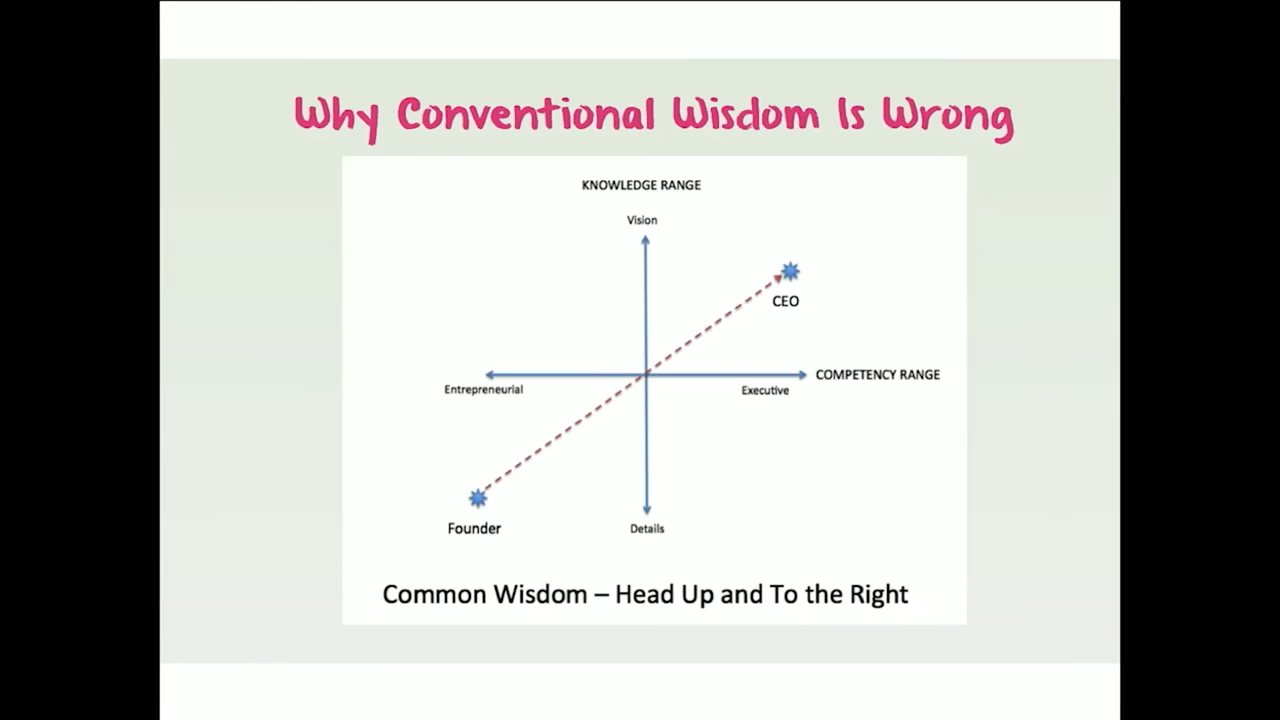 Why Conventional Wisdom Is Wrong
KNOWLEDGE RANGE
Vision
CEO
COMPETENCY RANGE
Entrepreneurial
Executive
Founder
Details
Common Wisdom – Head Up and To the Right